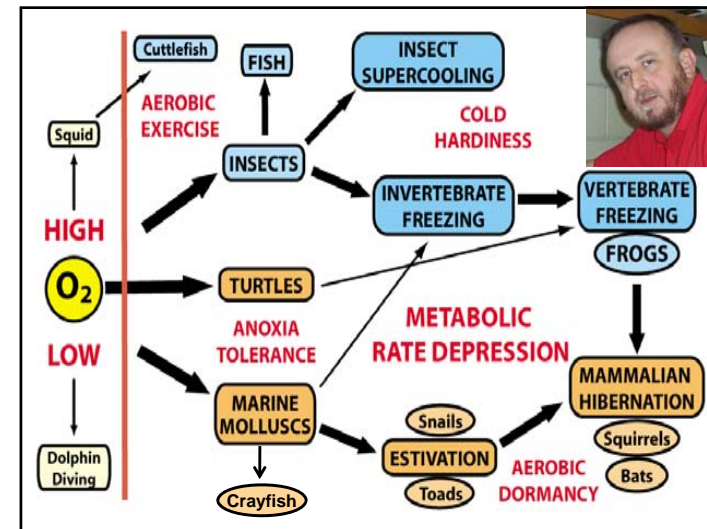 Cuttlefish
FISH
INSECT
SUPERCOOLING
AEROBIC
EXERCISE
COLD
HARDINESS
Squid
INSECTS
INVERTEBRATE
FREEZING
VERTEBRATE
FREEZING
HIGH
FROGS
O₂
TURTLES
LOW
ANOXIA
TOLERANCE
METABOLIC
RATE DEPRESSION
MARINE
MOLLUSCS
MAMMALIAN
HIBERNATION
Snails
Squirrels
Dolphin
Diving
ESTIVATION
AEROBIC
DORMANCY
Bats
Crayfish
Toads